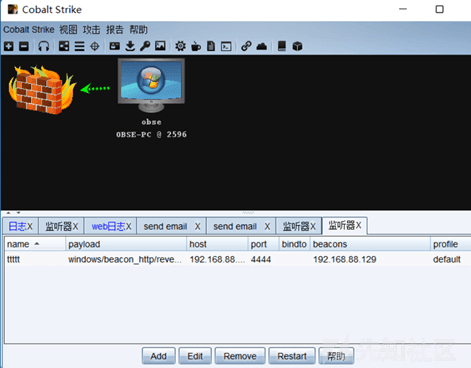 Cobalt Strike
Cobalt Strike 视图 攻击 报告 帮助
obse
OBSE-PC @ 2596
日志X 监听器X web日志X send email X send email X 监听器X 监听器X
name payload host port bindto beacons profile
tttttt windows/beacon_http/reve... 192.168.88.... 4444 192.168.88.129 default
Add Edit Remove Restart 帮助